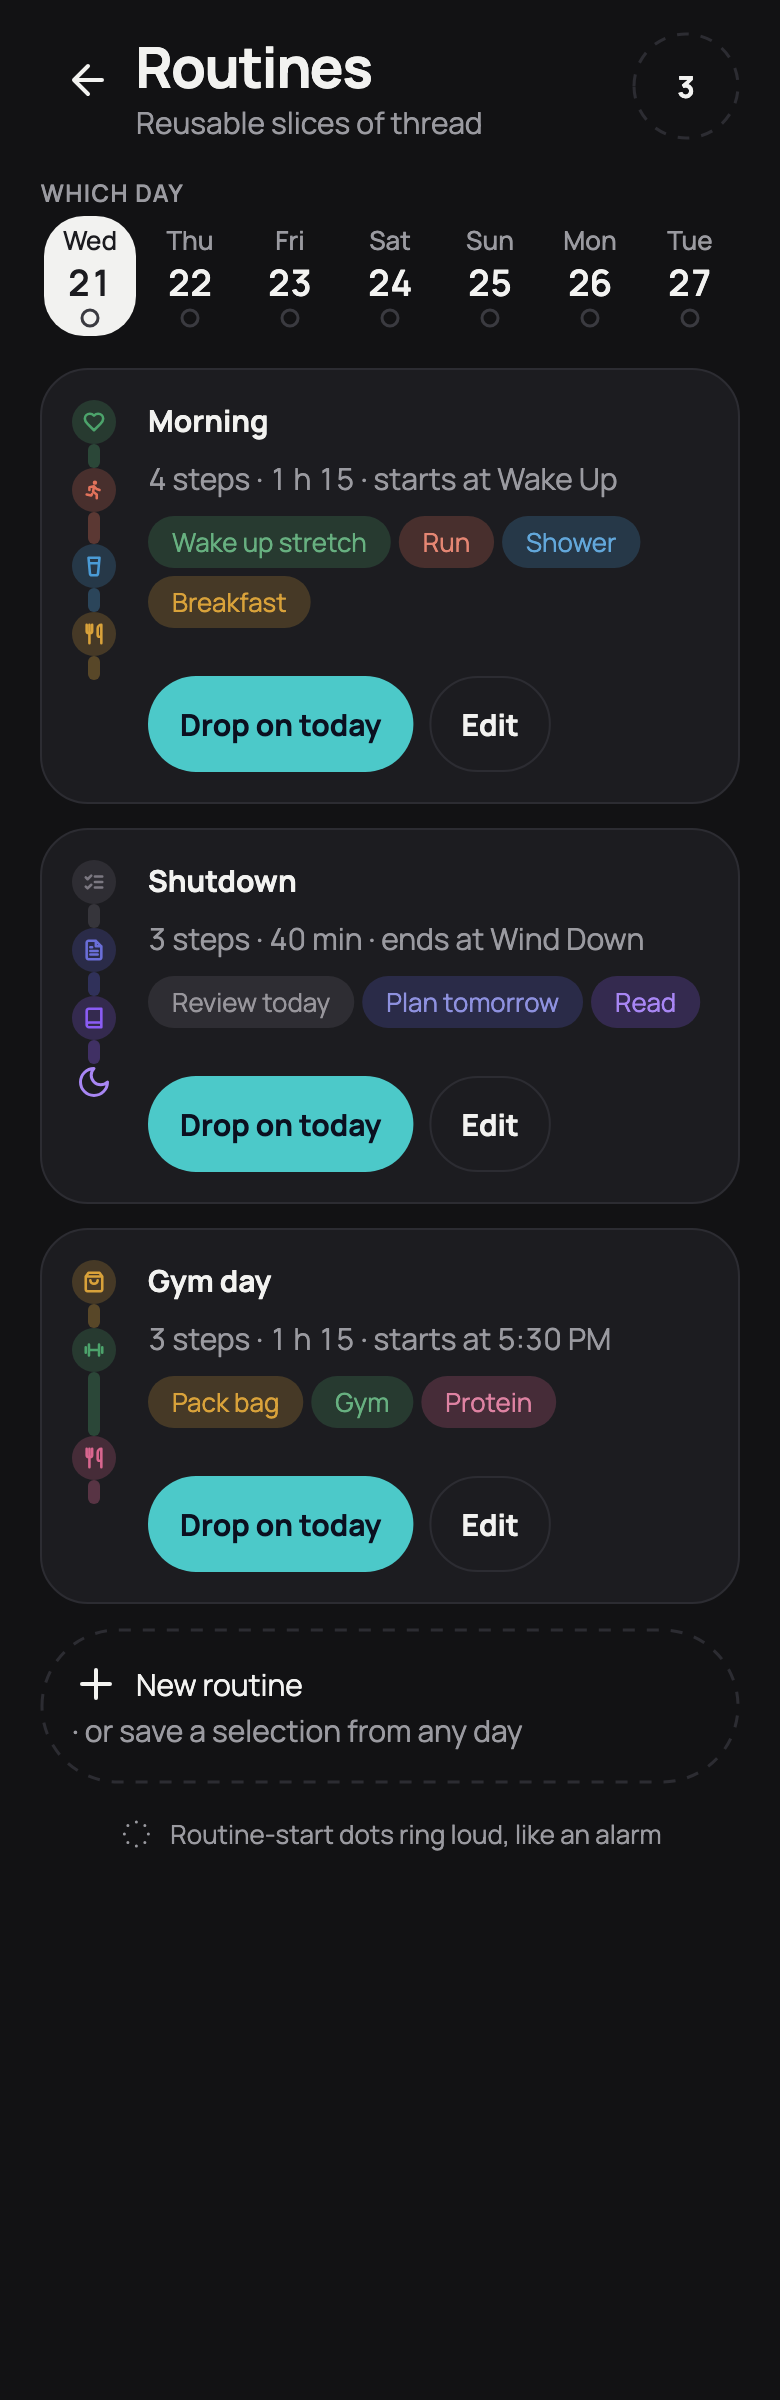 Routines
Reusable slices of thread
3
WHICH DAY
Wed Thu Fri Sat Sun Mon Tue
21 22 23 24 25 26 27
Morning
4 steps · 1 h 15 · starts at Wake Up
Wake up stretch Run Shower
Breakfast
Drop on today Edit
Shutdown
3 steps · 40 min · ends at Wind Down
Review today Plan tomorrow Read
Drop on today Edit
Gym day
3 steps · 1 h 15 · starts at 5:30 PM
Pack bag Gym Protein
Drop on today Edit
New routine
· or save a selection from any day
Routine-start dots ring loud, like an alarm